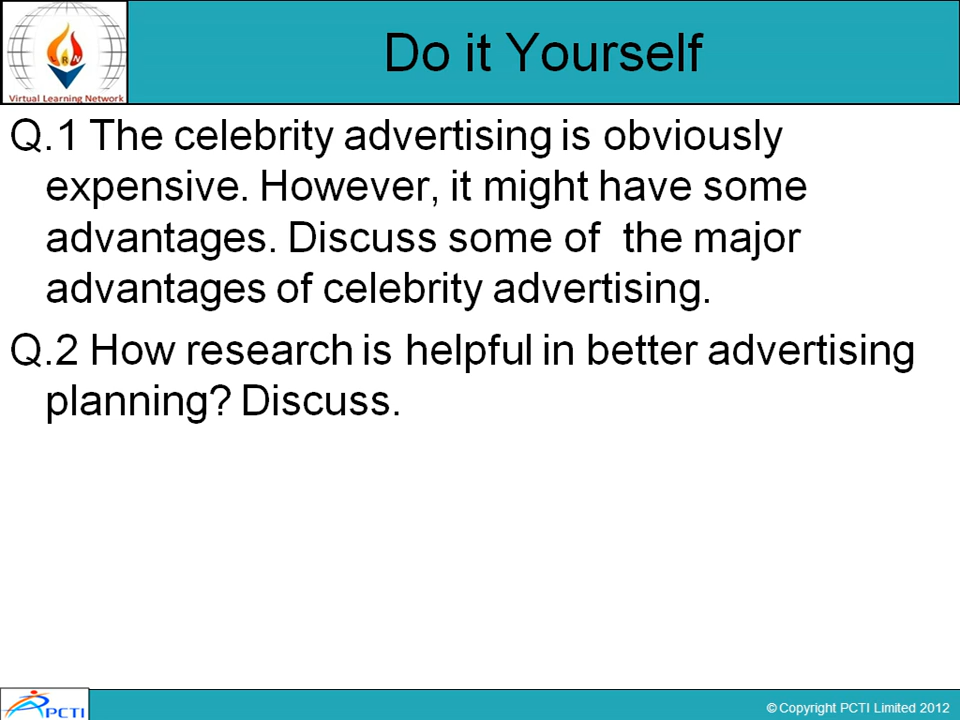 Do it Yourself
Virtual Learning Network
Q.1 The celebrity advertising is obviously
expensive. However, it might have some
advantages. Discuss some of  the major
advantages of celebrity advertising.
Q.2 How research is helpful in better advertising
planning? Discuss.
PCTI
© Copyright PCTI Limited 2012